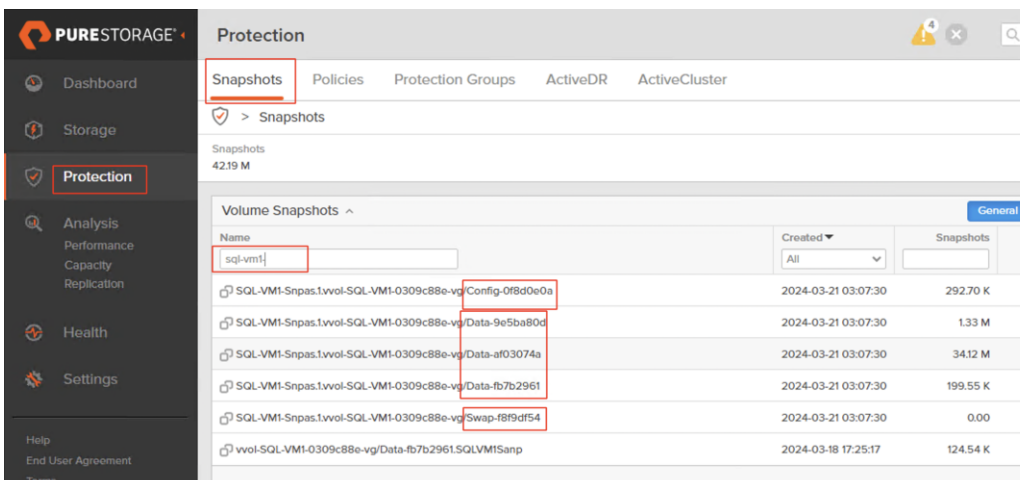 PURESTORAGE®
Protection
4
Dashboard
Storage
Protection
Analysis
Performance
Capacity
Replication
Health
Settings
Help
End User Agreement
Terms
Snapshots Policies Protection Groups ActiveDR ActiveCluster
> Snapshots
Snapshots
42.19 M
Volume Snapshots
General
Name Created Snapshots
sql-vm1- All
SQL-VM1-Snpas.1.vvol-SQL-VM1-0309c88e-vg/Config-0f8d0e0a 2024-03-21 03:07:30 292.70 K
SQL-VM1-Snpas.1.vvol-SQL-VM1-0309c88e-vg/Data-9e5ba80d 2024-03-21 03:07:30 1.33 M
SQL-VM1-Snpas.1.vvol-SQL-VM1-0309c88e-vg/Data-af03074a 2024-03-21 03:07:30 34.12 M
SQL-VM1-Snpas.1.vvol-SQL-VM1-0309c88e-vg/Data-fb7b2961 2024-03-21 03:07:30 199.55 K
SQL-VM1-Snpas.1.vvol-SQL-VM1-0309c88e-vg/Swap-f8f9df54 2024-03-21 03:07:30 0.00
vvol-SQL-VM1-0309c88e-vg/Data-fb7b2961.SQLVM1Sanp 2024-03-18 17:25:17 124.54 K